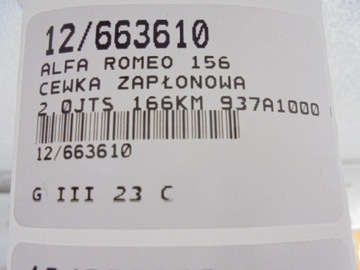 12/663610
ALFA ROMEO 156
CEWKA ZAPŁONOWA
2 0JTS 166KM 937A1000
12/663610
G III 23 C